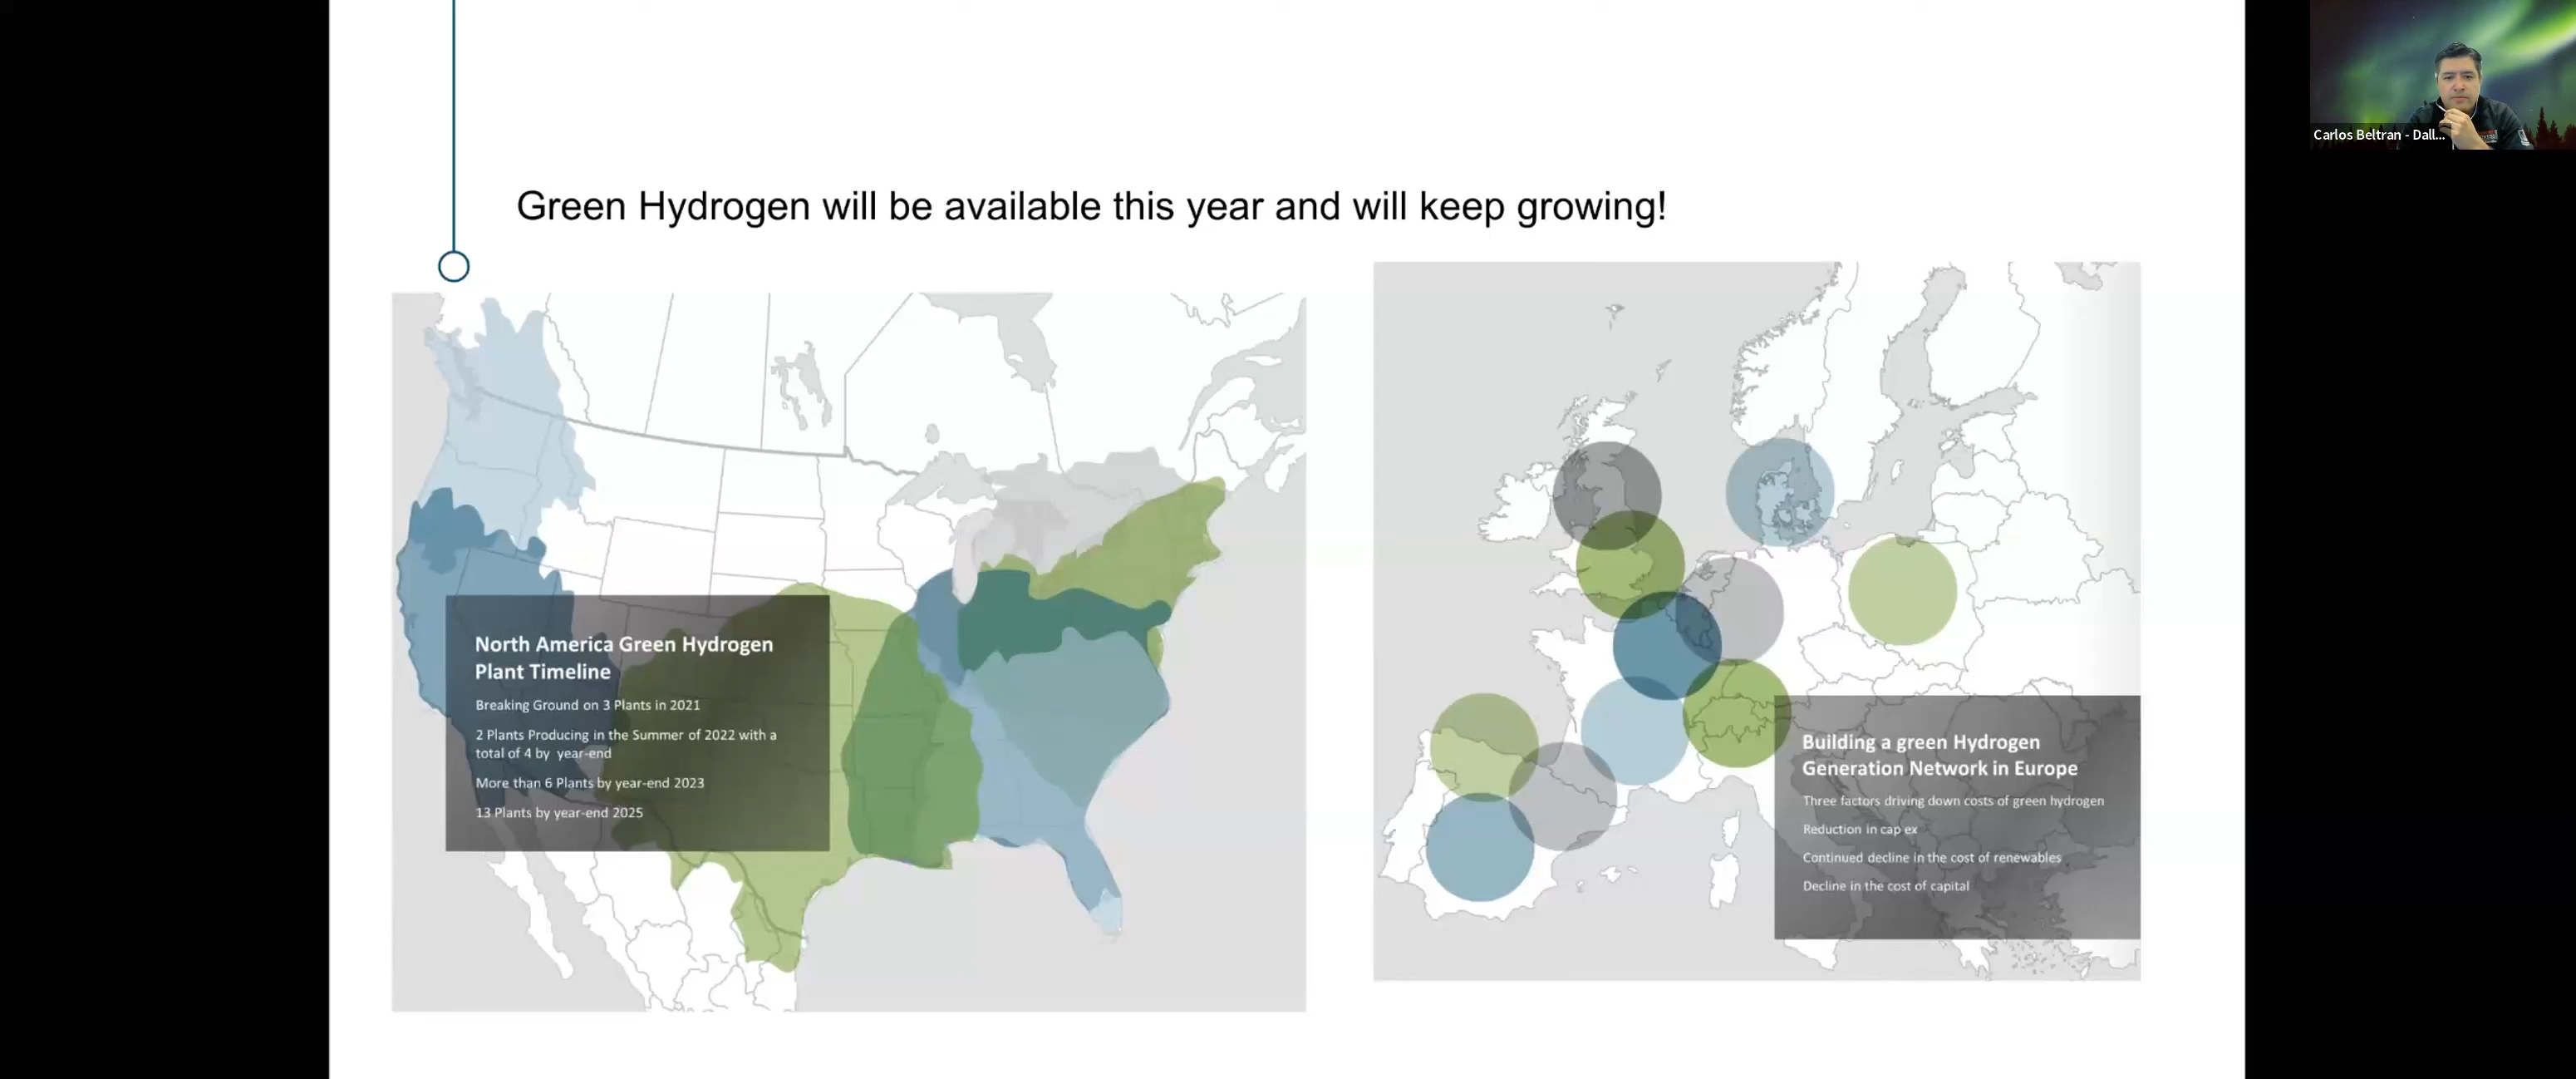 Carlos Beltran - Dall...
Green Hydrogen will be available this year and will keep growing!
North America Green Hydrogen
Plant Timeline
Breaking Ground on 3 Plants in 2021
2 Plants Producing in the Summer of 2022 with a
total of 4 by year-end
More than 6 Plants by year-end 2023
13 Plants by year-end 2025
Building a green Hydrogen
Generation Network in Europe
Three factors driving down costs of green hydrogen
Reduction in cap ex
Continued decline in the cost of renewables
Decline in the cost of capital